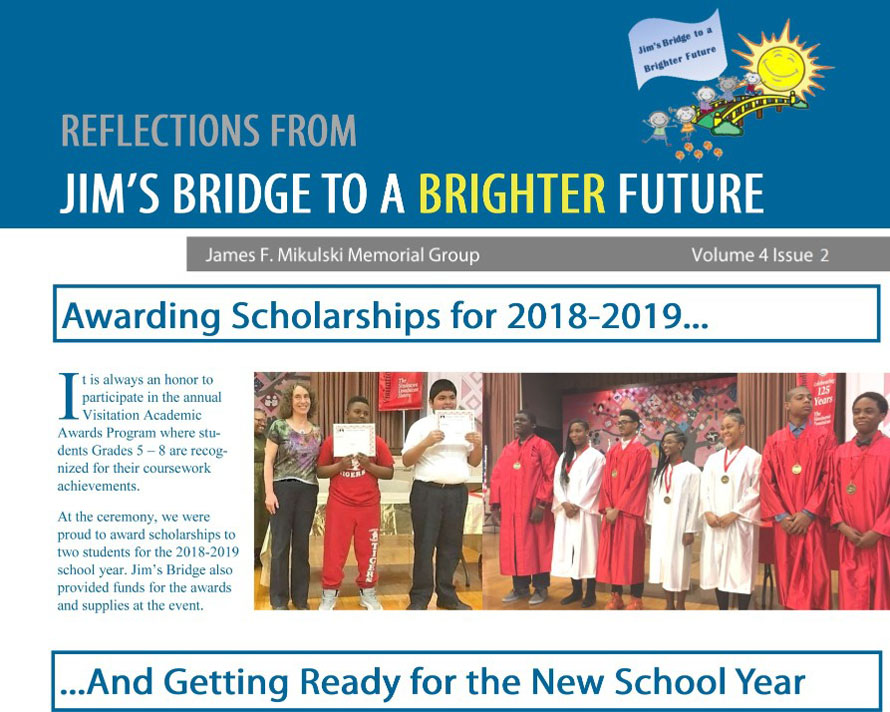 Jim's Bridge to a
Brighter Future
REFLECTIONS FROM
JIM'S BRIDGE TO A BRIGHTER FUTURE
James F. Mikulski Memorial Group
Volume 4 Issue 2
Awarding Scholarships for 2018-2019...
It is always an honor to
participate in the annual
Visitation Academic
Awards Program where stu-
dents Grades 5 – 8 are recog-
nized for their coursework
achievements.
At the ceremony, we were
proud to award scholarships to
two students for the 2018-2019
school year. Jim's Bridge also
provided funds for the awards
and supplies at the event.
125
Years
TIGERS
...And Getting Ready for the New School Year